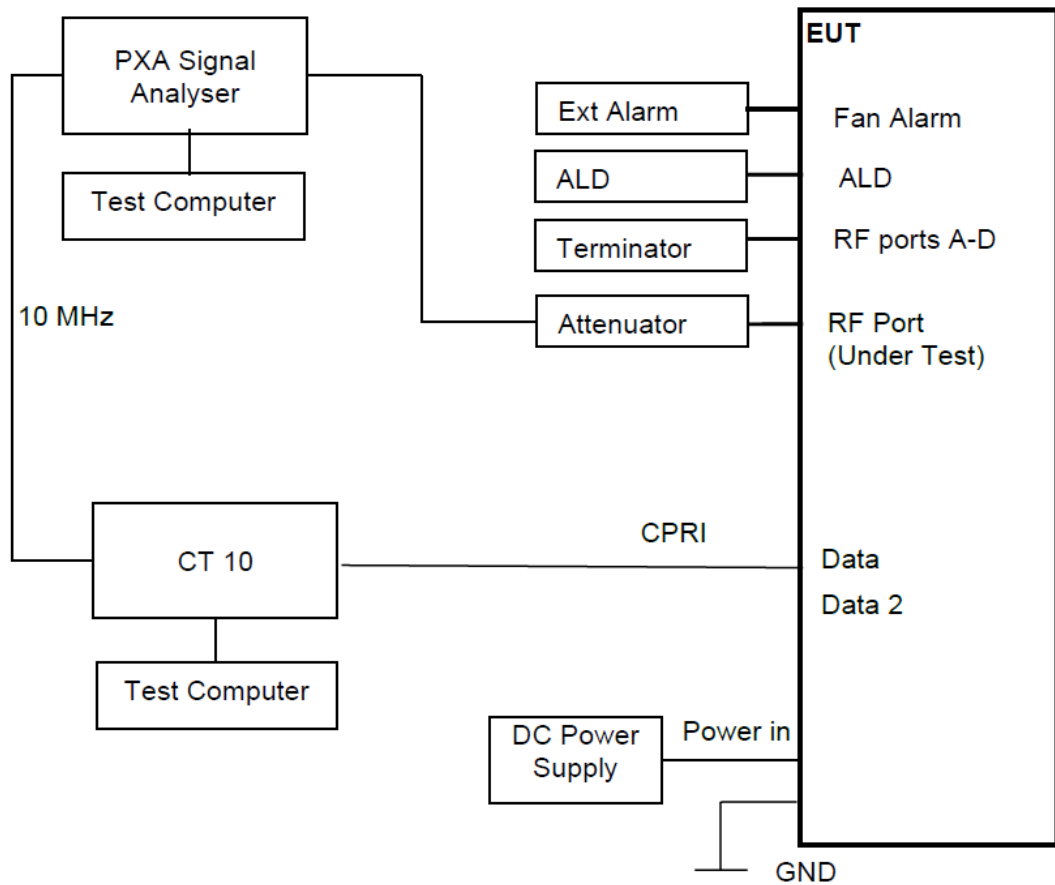 PXA Signal
Analyser
Test Computer
10 MHz
CT 10
Test Computer
Ext Alarm
ALD
Terminator
Attenuator
CPRI
DC Power
Supply
Power in
GND
EUT
Fan Alarm
ALD
RF ports A-D
RF Port
(Under Test)
Data
Data 2